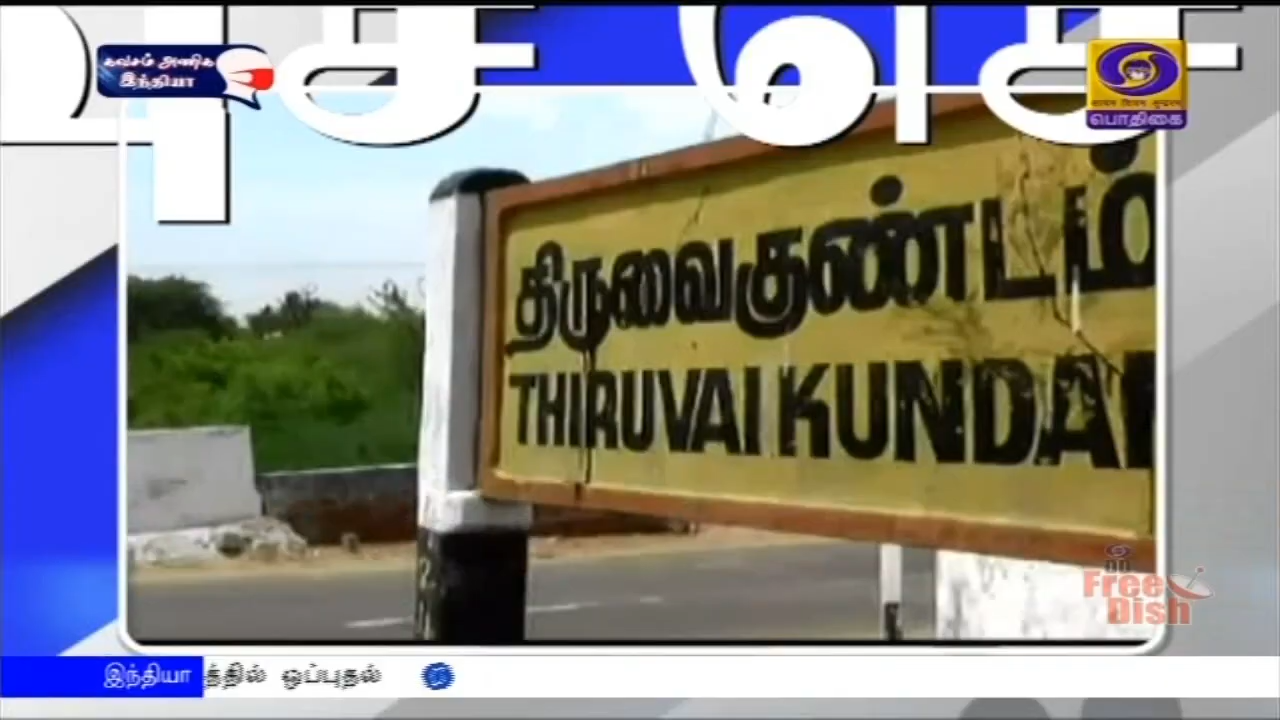 கவசம் அணிக
இந்தியா
பொதிகை
திருவைகுண்டம்
THIRUVAI KUNDA
Free
Dish
இந்தியா த்தில் ஒப்புதல்